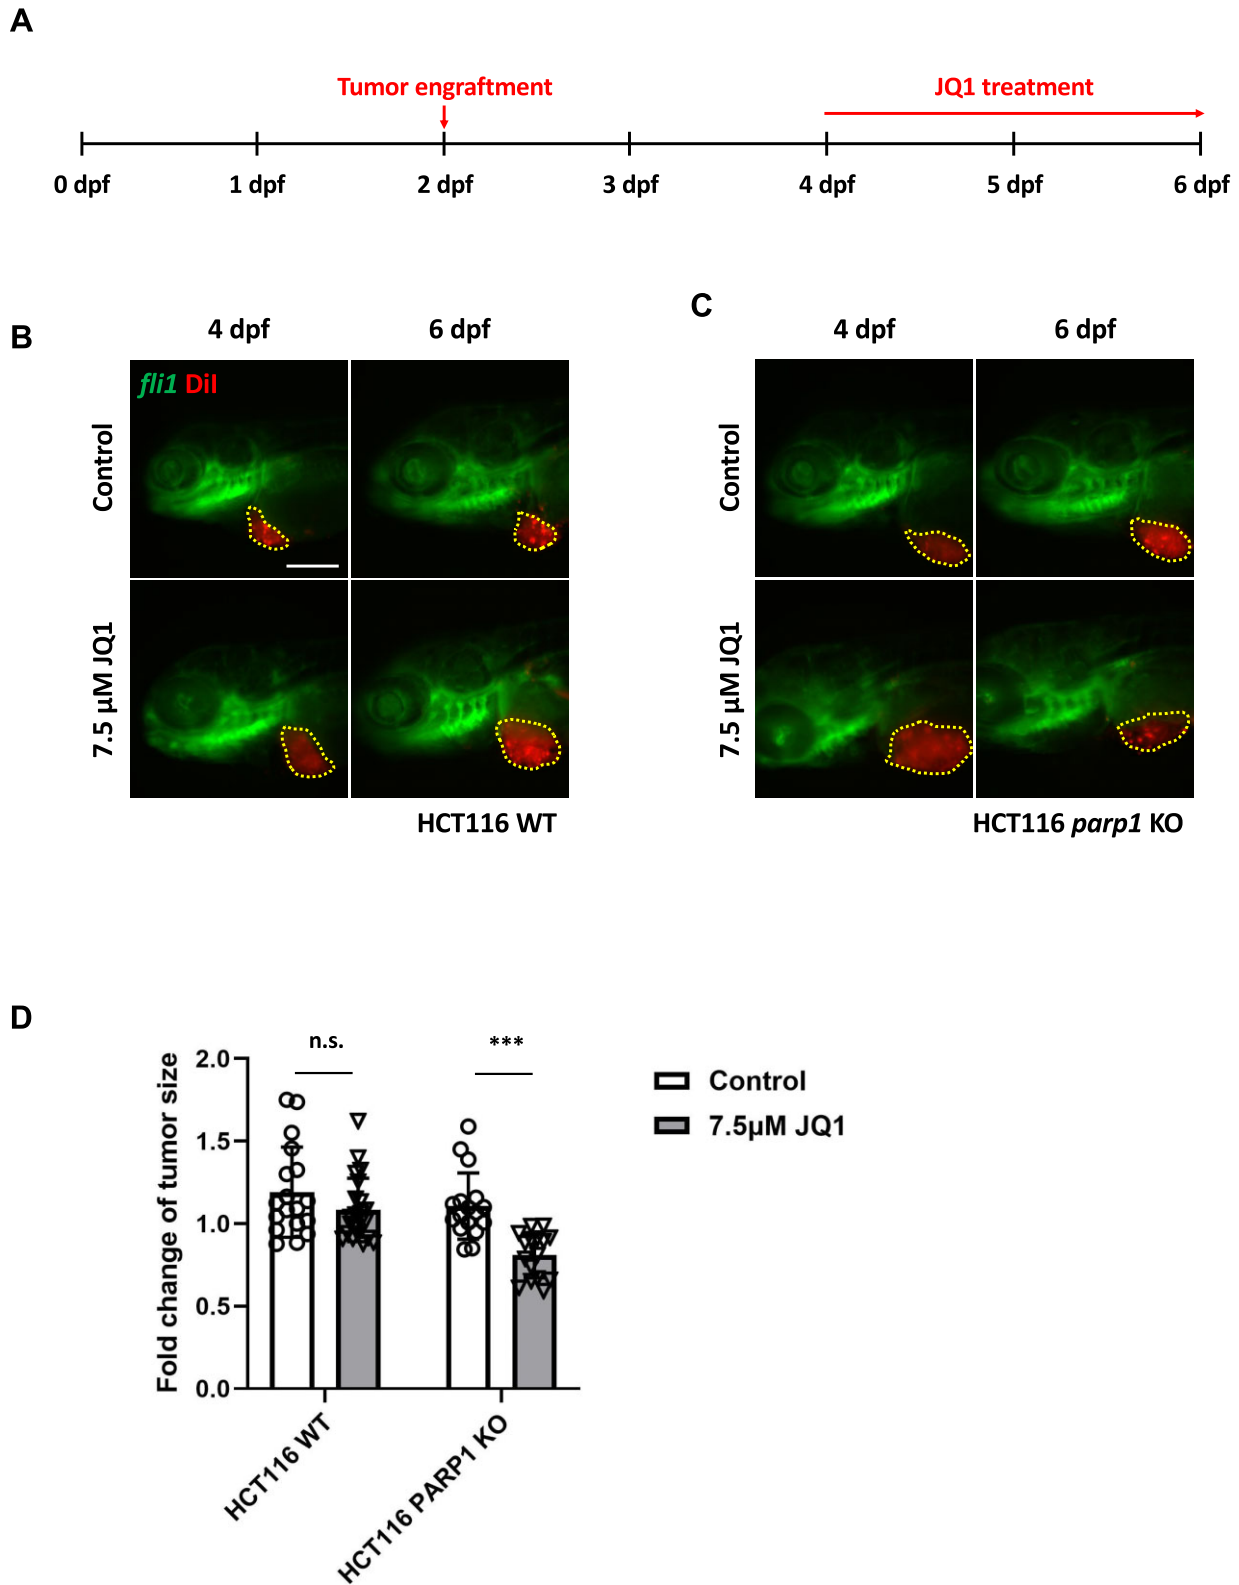 A
Tumor engraftment
JQ1 treatment
0 dpf
1 dpf
2 dpf
3 dpf
4 dpf
5 dpf
6 dpf
B
4 dpf
6 dpf
fli1 DiI
Control
7.5 µM JQ1
HCT116 WT
C
4 dpf
6 dpf
Control
7.5 µM JQ1
HCT116 parp1 KO
D
Fold change of tumor size
2.0
1.5
1.0
0.5
0.0
n.s.
***
HCT116 WT
HCT116 PARP1 KO
Control
7.5µM JQ1